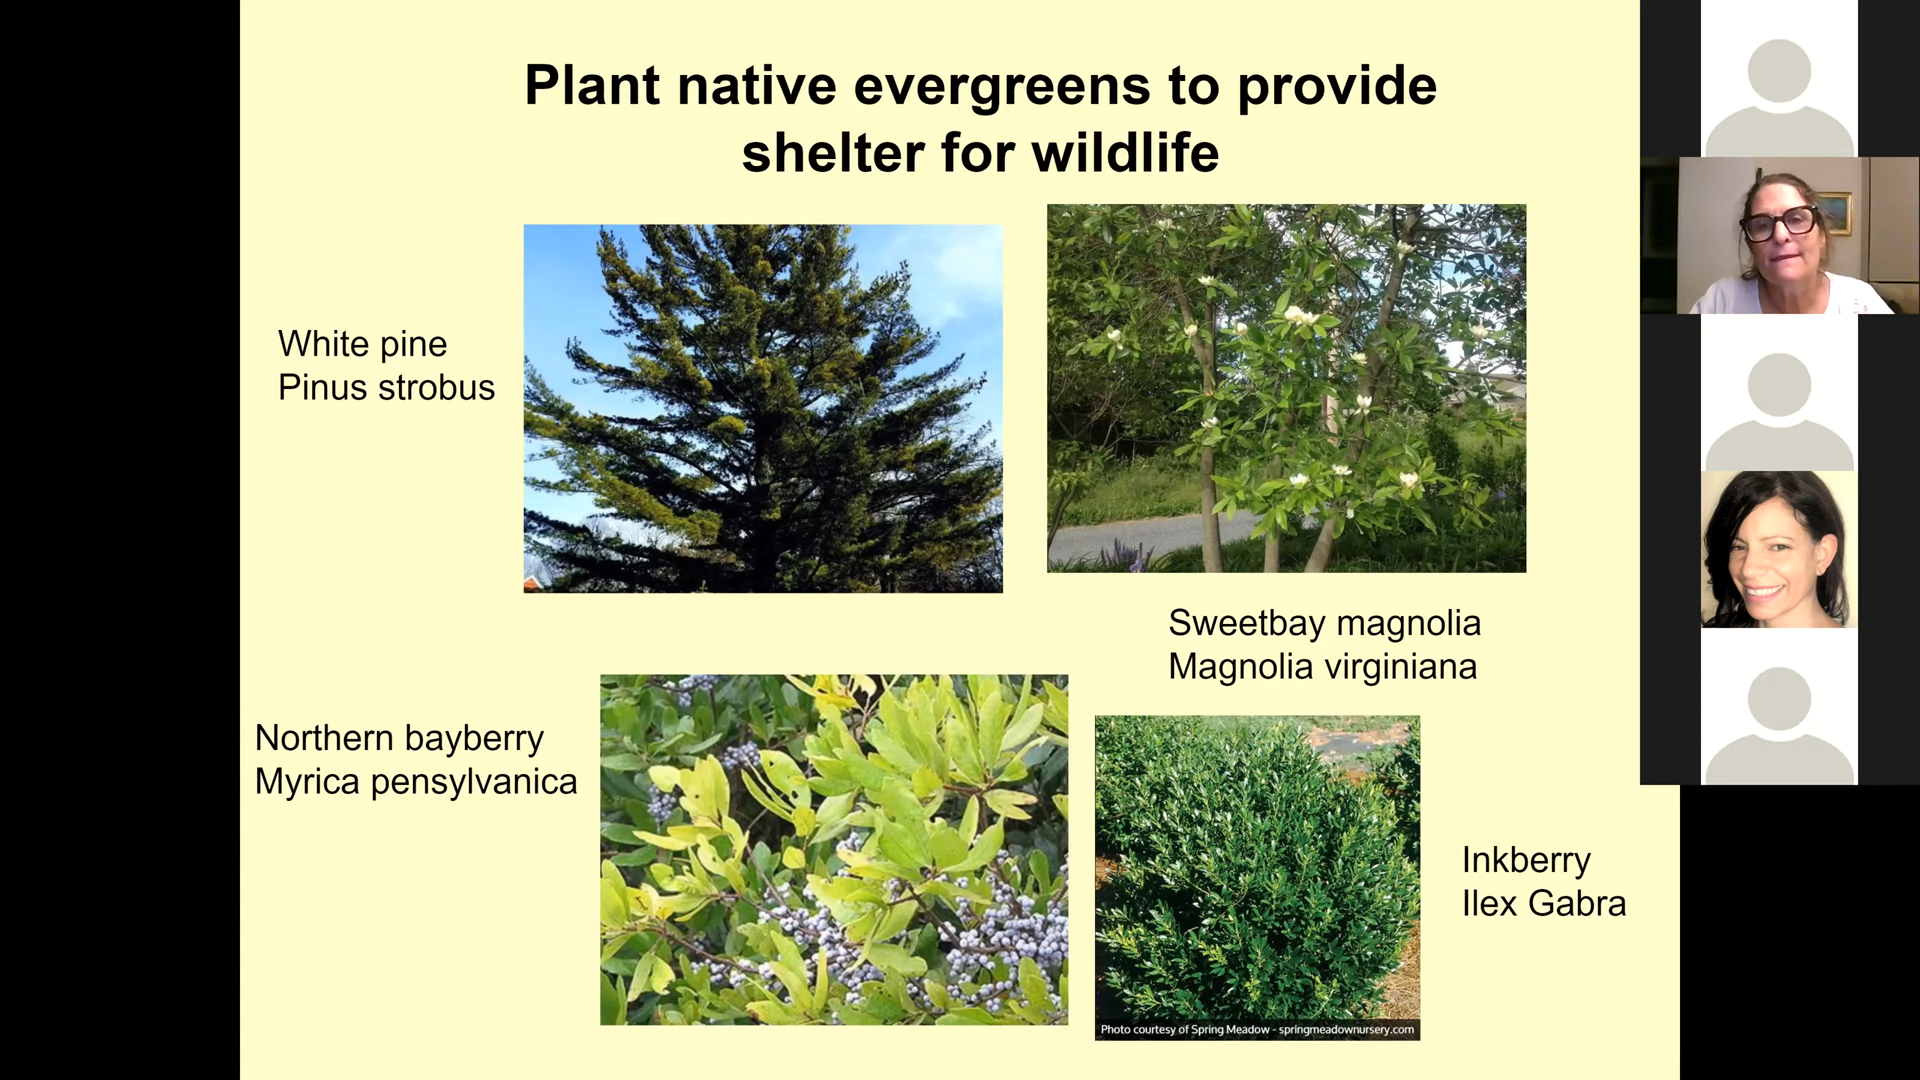 Plant native evergreens to provide
shelter for wildlife
White pine
Pinus strobus
Sweetbay magnolia
Magnolia virginiana
Northern bayberry
Myrica pensylvanica
Inkberry
Ilex Gabra
Photo courtesy of Spring Meadow - springmeadownursery.com